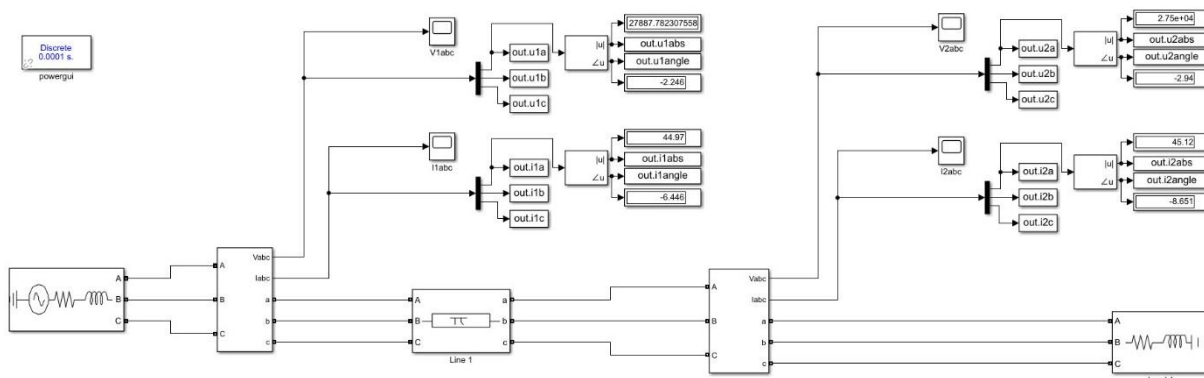 Discrete
0.0001 s.
powergui
V1abc
out.u1a
out.u1b
out.u1c
|u|
∠u
27887.782307558
out.u1abs
out.u1angle
-2.246
I1abc
out.i1a
out.i1b
out.i1c
|u|
∠u
44.97
out.i1abs
out.i1angle
-6.446
V2abc
out.u2a
out.u2b
out.u2c
|u|
∠u
2.75e+04
out.u2abs
out.u2angle
-2.94
I2abc
out.i2a
out.i2b
out.i2c
|u|
∠u
45.12
out.i2abs
out.i2angle
-8.651
A
B
C
A
B
C
Vabc
Iabc
a
b
c
A
B
C
a
b
c
Line 1
A
B
C
Vabc
Iabc
a
b
c
A
B
C